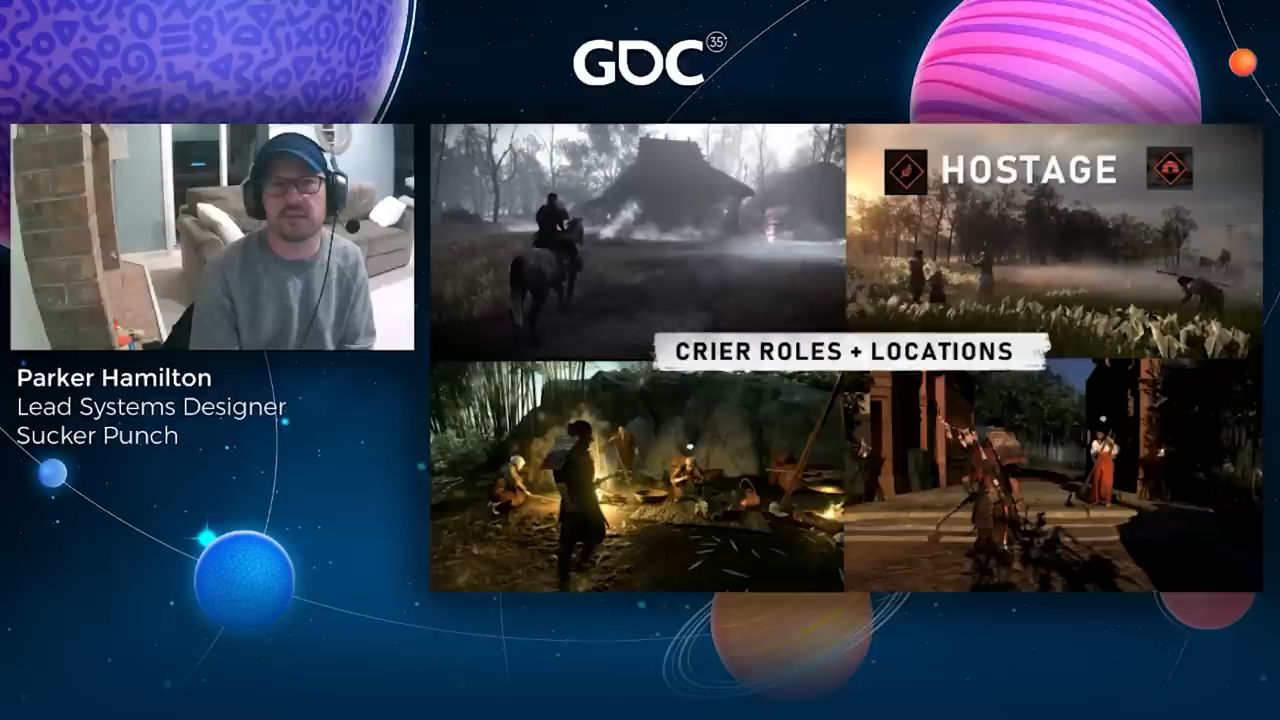 GDC 35
HOSTAGE
CRIER ROLES + LOCATIONS
Parker Hamilton
Lead Systems Designer
Sucker Punch